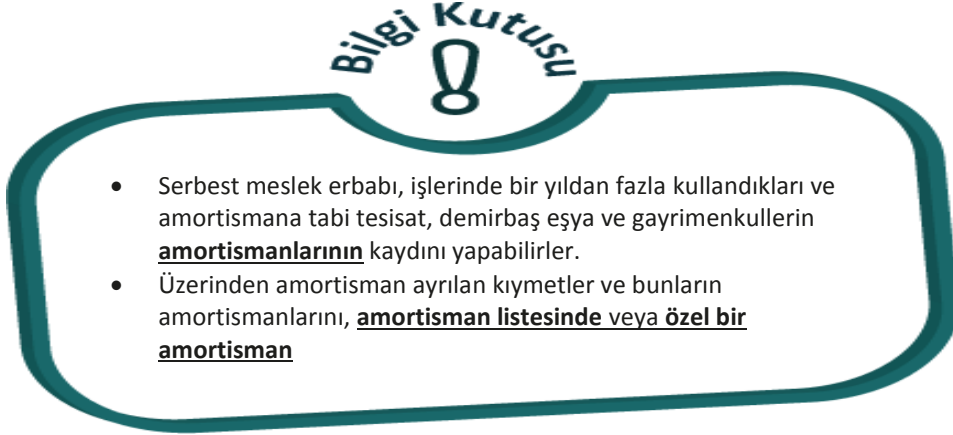 Bilgi Kutusu
• Serbest meslek erbabı, işlerinde bir yıldan fazla kullandıkları ve
amortismana tabi tesisat, demirbaş eşya ve gayrimenkullerin
amortismanlarının kaydını yapabilirler.
• Üzerinden amortisman ayrılan kıymetler ve bunların
amortismanlarını, amortisman listesinde veya özel bir
amortisman